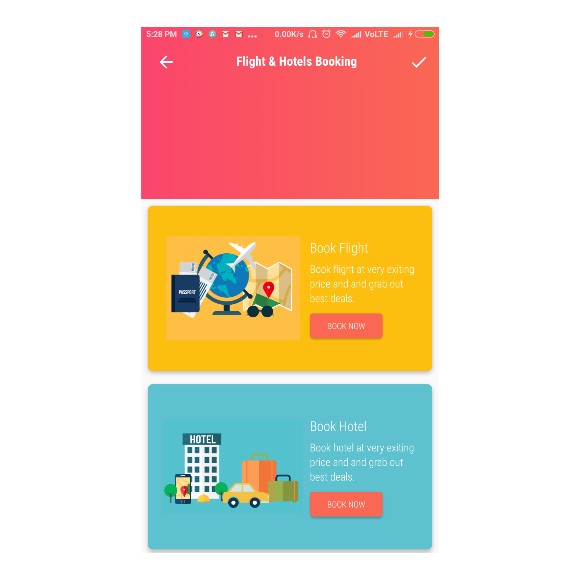 5:28 PM ... 0.00K/s VoLTE
Flight & Hotels Booking
PASSPORT
Book Flight
Book flight at very exiting
price and and grab out
best deals.
BOOK NOW
HOTEL
Book Hotel
Book hotel at very exiting
price and and grab out
best deals.
BOOK NOW